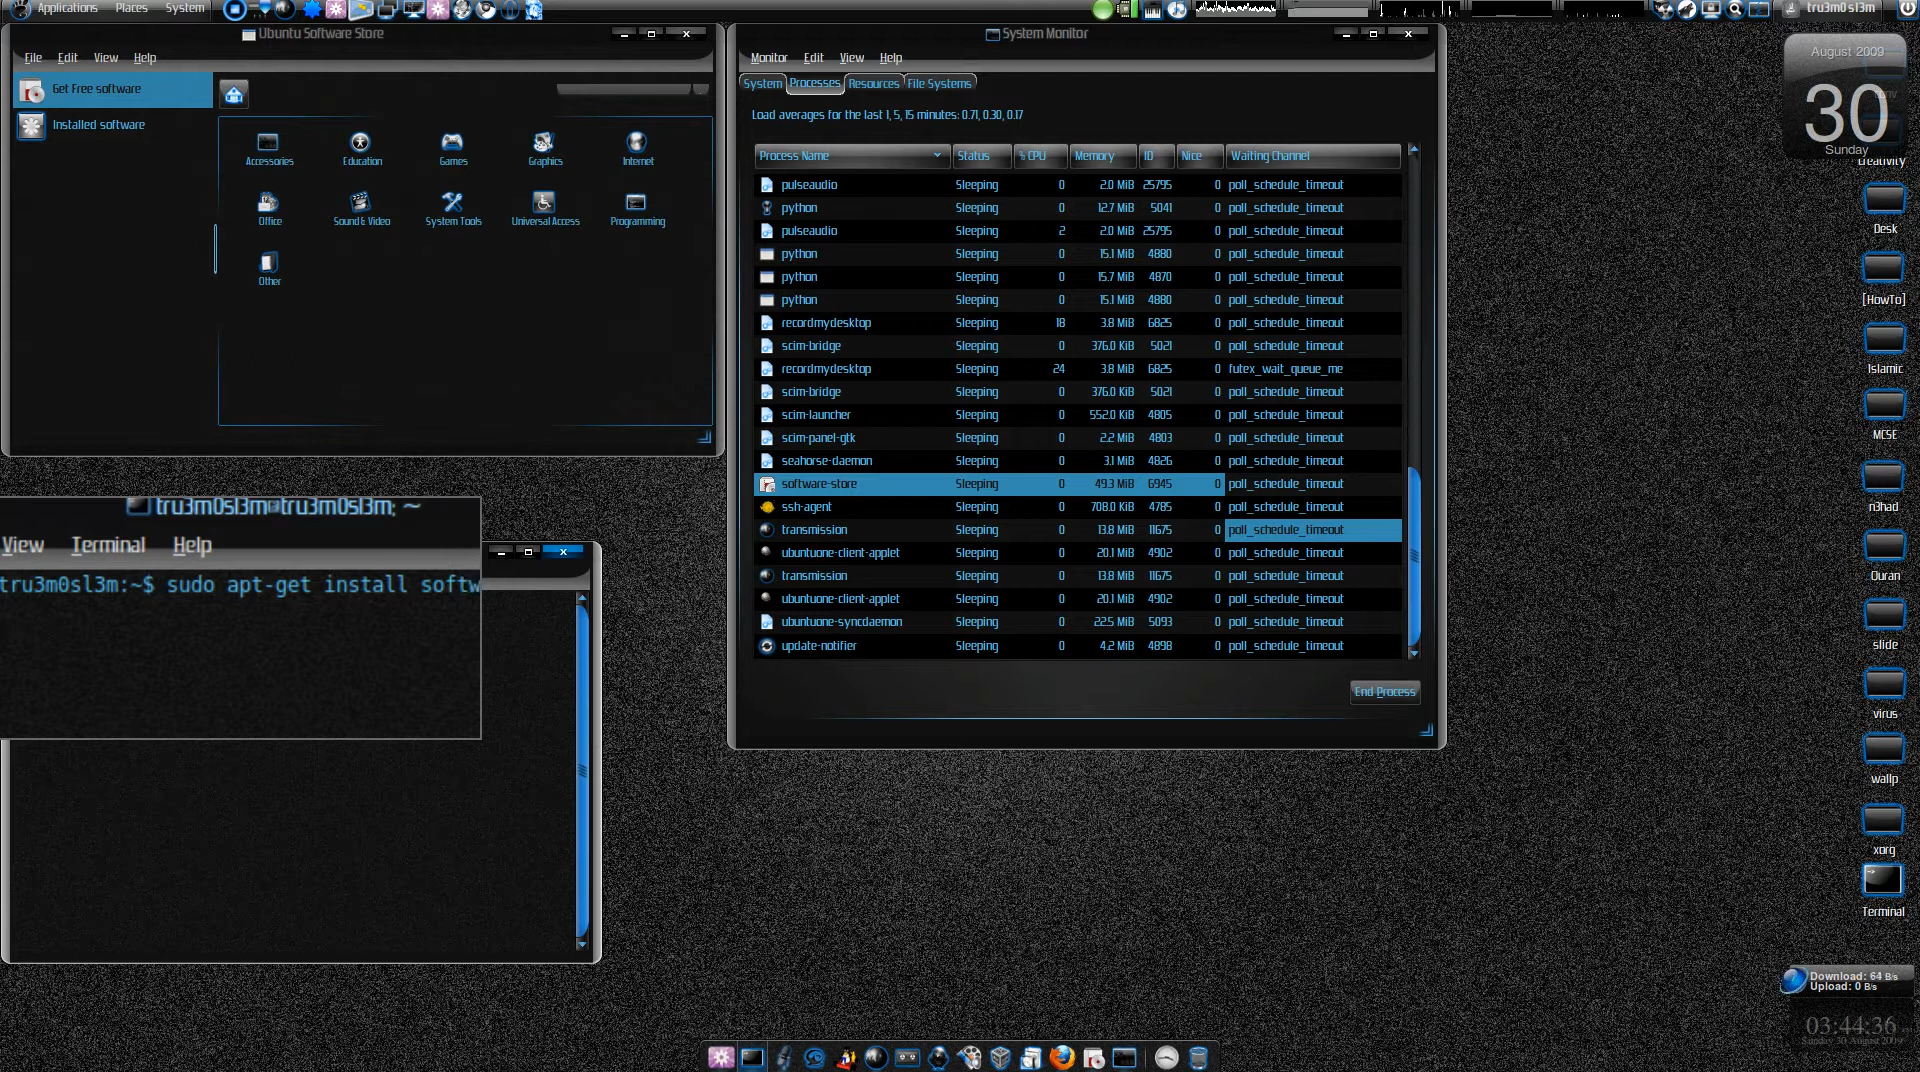 Applications Places System
tru3m0sl3m
Ubuntu Software Store
File Edit View Help
Get Free software
Installed software
Accessories Education Games Graphics Internet
Office Sound & Video System Tools Universal Access Programming
Other
tru3m0sl3m@tru3m0sl3m: ~
View Terminal Help
tru3m0sl3m:~$ sudo apt-get install softw
System Monitor
Monitor Edit View Help
System Processes Resources File Systems
Load averages for the last 1, 5, 15 minutes: 0.71, 0.30, 0.17
Process Name Status % CPU Memory ID Nice Waiting Channel
pulseaudio Sleeping 0 2.0 MiB 25795 0 poll_schedule_timeout
python Sleeping 0 12.7 MiB 5041 0 poll_schedule_timeout
pulseaudio Sleeping 2 2.0 MiB 25795 0 poll_schedule_timeout
python Sleeping 0 15.1 MiB 4880 0 poll_schedule_timeout
python Sleeping 0 15.7 MiB 4870 0 poll_schedule_timeout
python Sleeping 0 15.1 MiB 4880 0 poll_schedule_timeout
recordmydesktop Sleeping 18 3.8 MiB 6825 0 poll_schedule_timeout
scim-bridge Sleeping 0 376.0 KiB 5021 0 poll_schedule_timeout
recordmydesktop Sleeping 24 3.8 MiB 6825 0 futex_wait_queue_me
scim-bridge Sleeping 0 376.0 KiB 5021 0 poll_schedule_timeout
scim-launcher Sleeping 0 552.0 KiB 4805 0 poll_schedule_timeout
scim-panel-gtk Sleeping 0 2.2 MiB 4803 0 poll_schedule_timeout
seahorse-daemon Sleeping 0 3.1 MiB 4826 0 poll_schedule_timeout
software-store Sleeping 0 49.3 MiB 6945 0 poll_schedule_timeout
ssh-agent Sleeping 0 708.0 KiB 4785 0 poll_schedule_timeout
transmission Sleeping 0 13.8 MiB 11675 0 poll_schedule_timeout
ubuntuone-client-applet Sleeping 0 20.1 MiB 4902 0 poll_schedule_timeout
transmission Sleeping 0 13.8 MiB 11675 0 poll_schedule_timeout
ubuntuone-client-applet Sleeping 0 20.1 MiB 4902 0 poll_schedule_timeout
ubuntuone-syncdaemon Sleeping 0 22.5 MiB 5093 0 poll_schedule_timeout
update-notifier Sleeping 0 4.2 MiB 4898 0 poll_schedule_timeout
End Process
August 2009
30
Sunday
creativity
Desk
[HowTo]
Islamic
MCSE
n3had
Quran
slide
virus
wallp
xorg
Terminal
Download: 64 B/s
Upload: 0 B/s
03:44:36
Sunday 30 August 2009